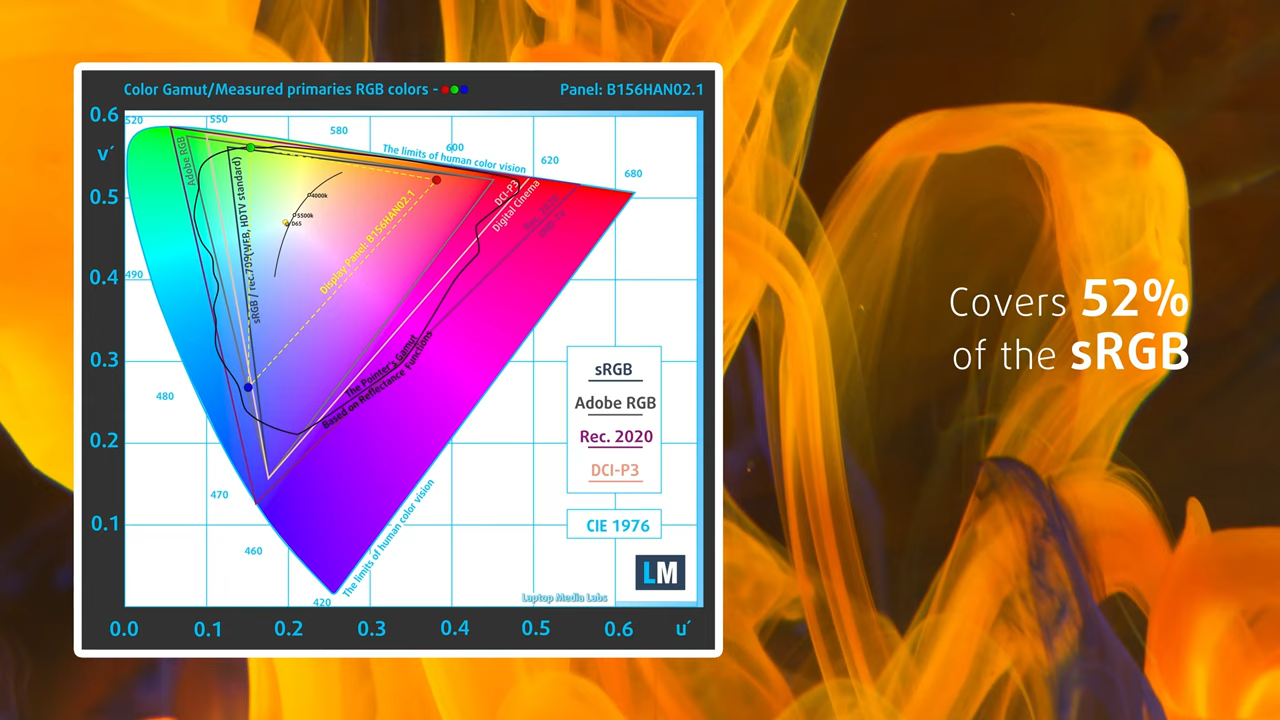 Color Gamut/Measured primaries RGB colors -
Panel: B156HAN02.1
0.6
v´
0.5
0.4
0.3
0.2
0.1
0.0
0.1
0.2
0.3
0.4
0.5
0.6
u´
520
550
580
600
620
680
490
480
470
460
420
The limits of human color vision
Adobe RGB
sRGB / rec.709(WEB, HDTV standard)
4000k
5500k
D65
Display Panel: B156HAN02.1
DCI-P3
Digital Cinema
Rec. 2020
UHD-TV
The Pointer's Gamut
Based on Reflectance Functions
The limits of human color vision
sRGB
Adobe RGB
Rec. 2020
DCI-P3
CIE 1976
LM
Laptop Media Labs
Covers 52%
of the sRGB